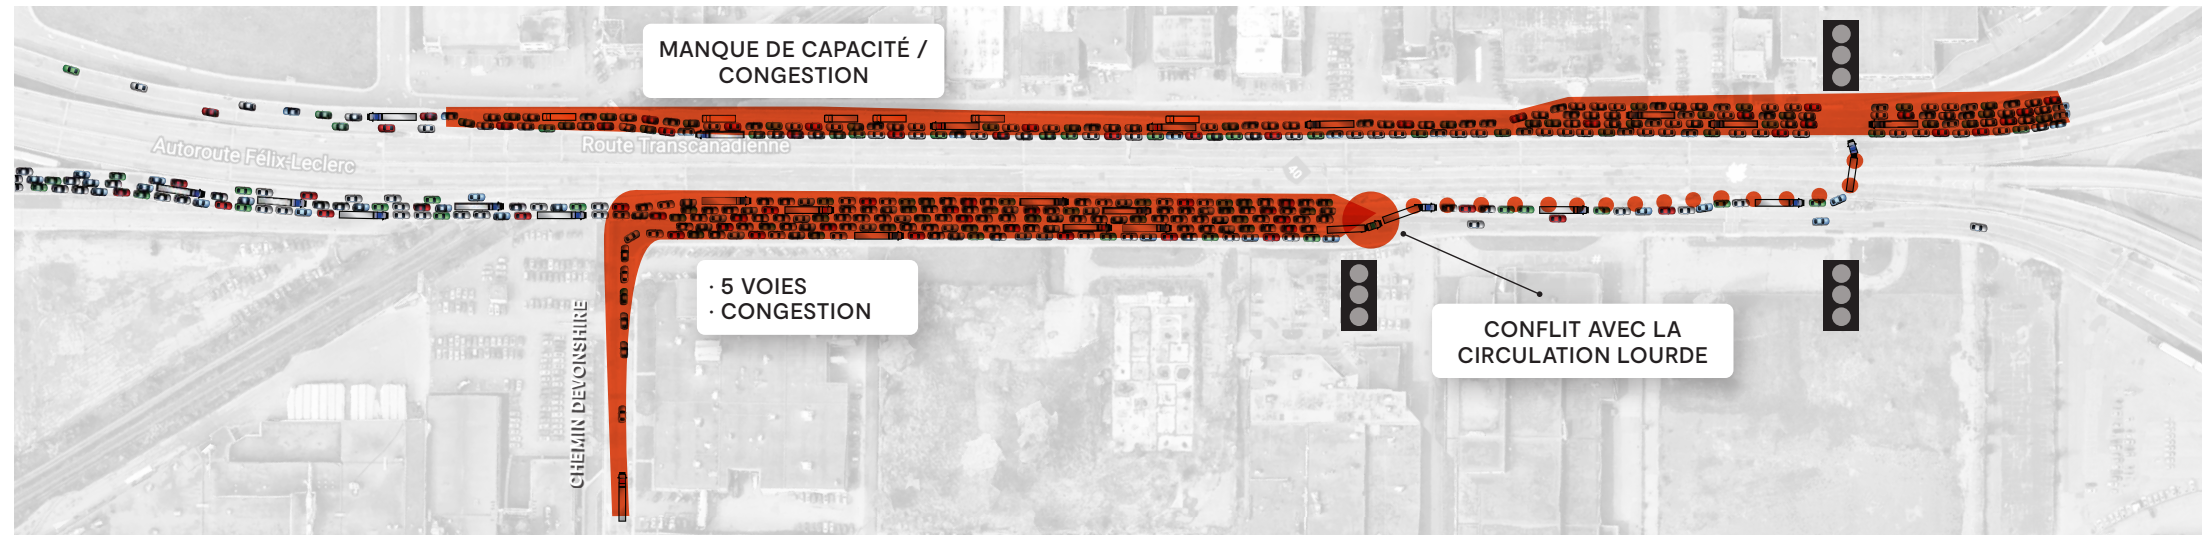 MANQUE DE CAPACITÉ /
CONGESTION
Autoroute Félix-Leclerc
Route Transcanadienne
40
· 5 VOIES
· CONGESTION
CHEMIN DEVONSHIRE
CONFLIT AVEC LA
CIRCULATION LOURDE